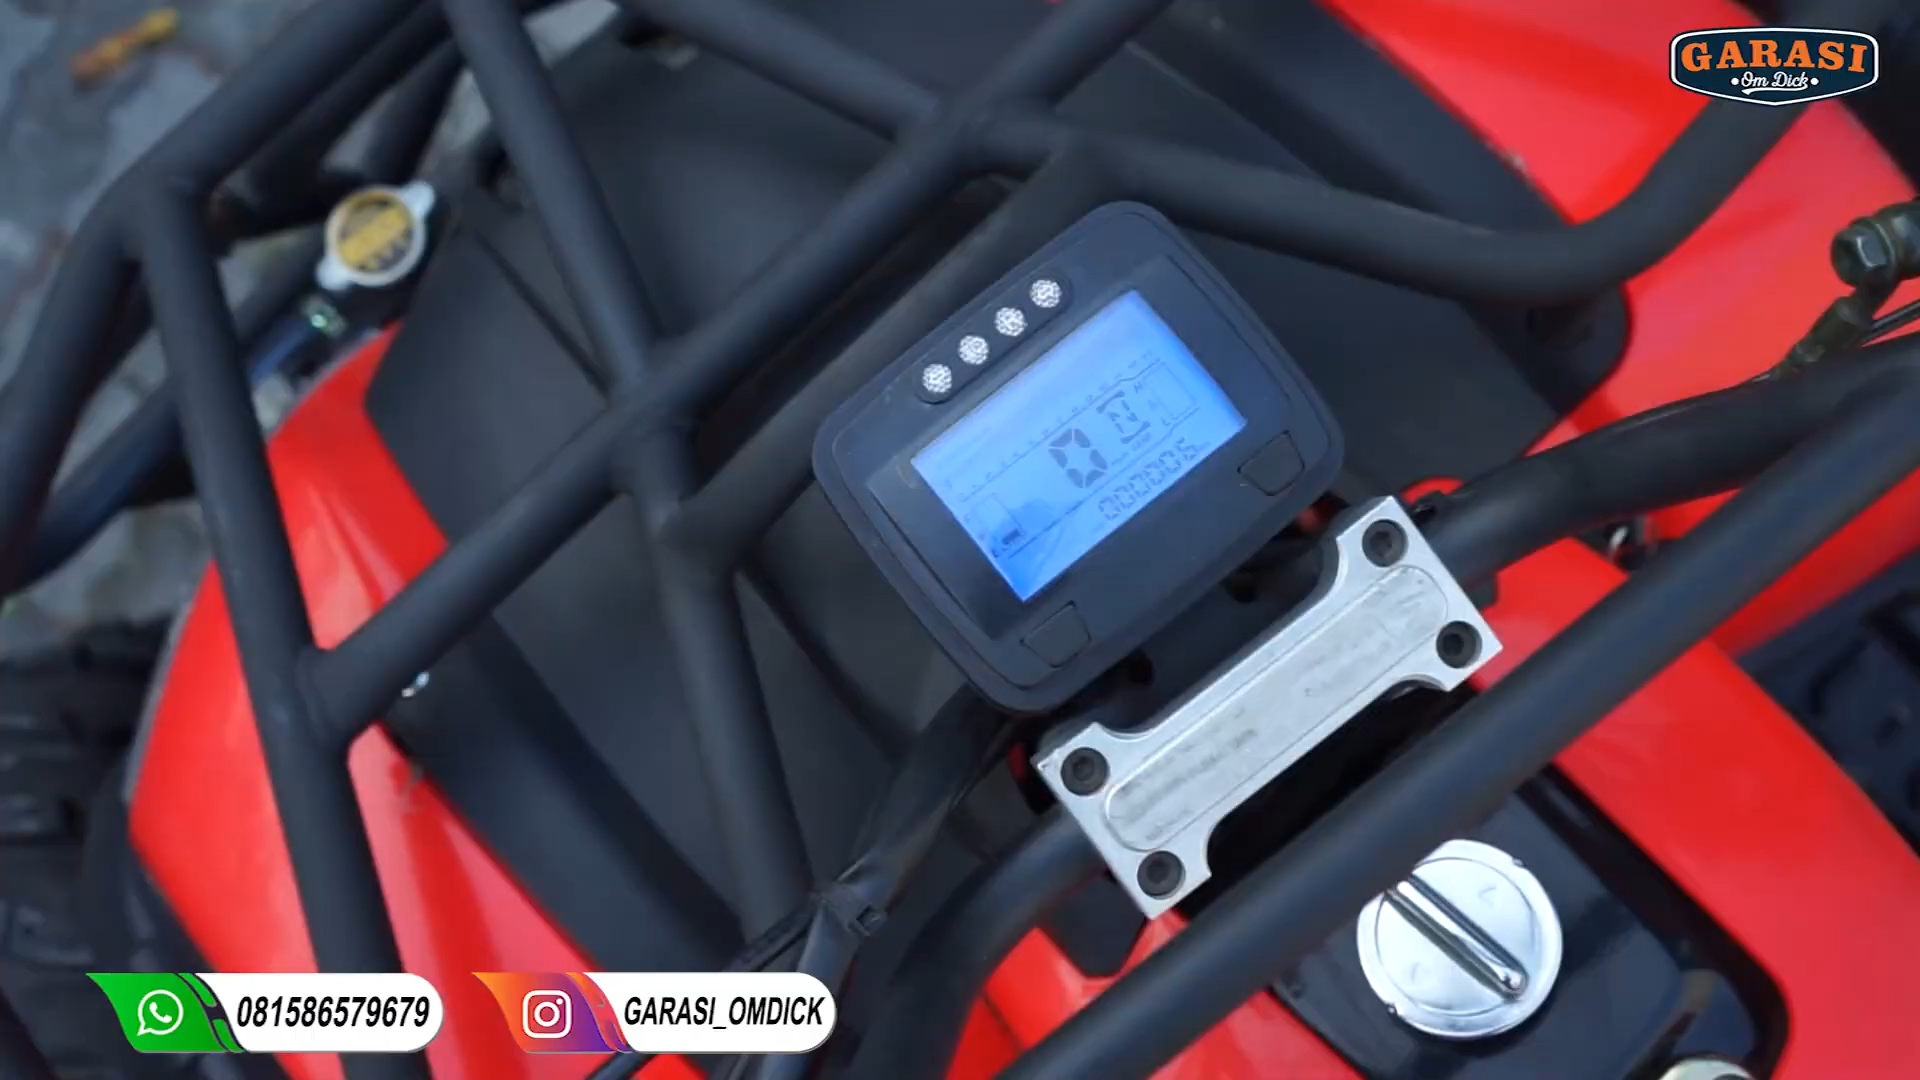 GARASI
Om Dick
0
N
000006
081586579679
GARASI_OMDICK